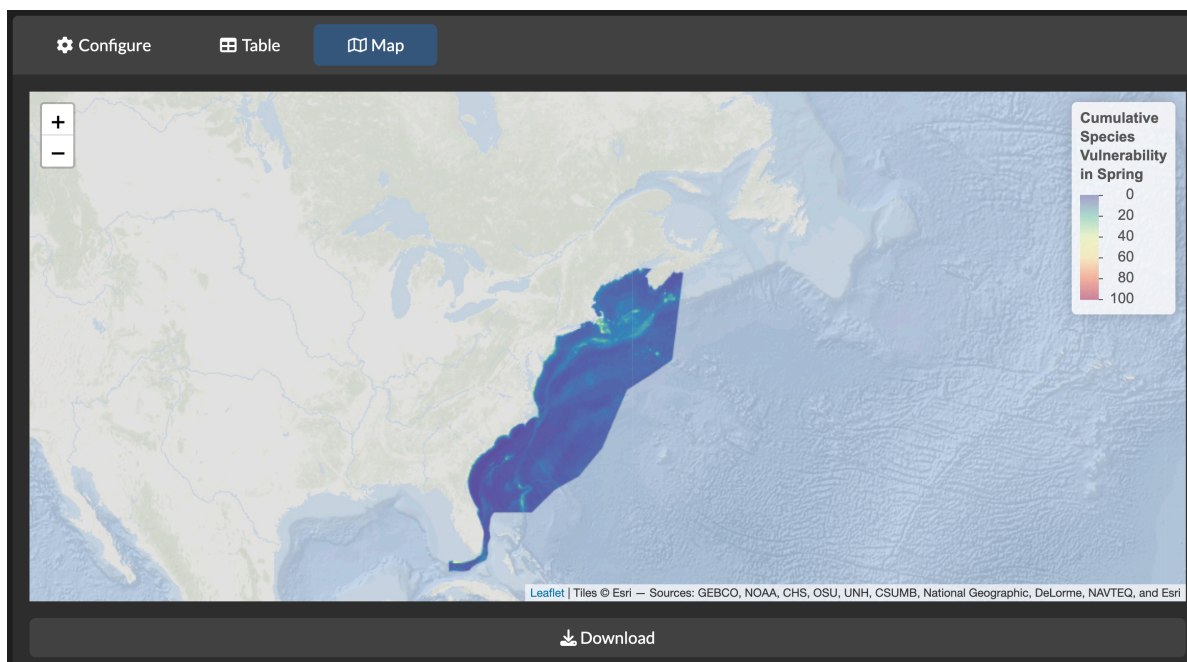 Configure
Table
Map
+
−
Cumulative
Species
Vulnerability
in Spring
0
20
40
60
80
100
Leaflet | Tiles © Esri — Sources: GEBCO, NOAA, CHS, OSU, UNH, CSUMB, National Geographic, DeLorme, NAVTEQ, and Esri
Download